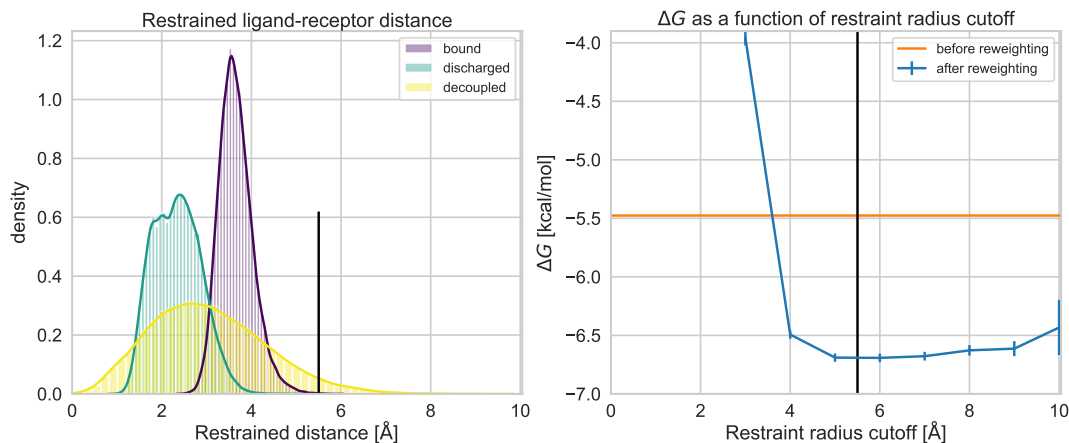 Restrained ligand-receptor distance
1.2
1.0
0.8
0.6
0.4
0.2
0.0
density
bound
discharged
decoupled
0 2 4 6 8 10
Restrained distance [Å]
ΔG as a function of restraint radius cutoff
−4.0
−4.5
−5.0
−5.5
−6.0
−6.5
−7.0
ΔG [kcal/mol]
before reweighting
after reweighting
0 2 4 6 8 10
Restraint radius cutoff [Å]